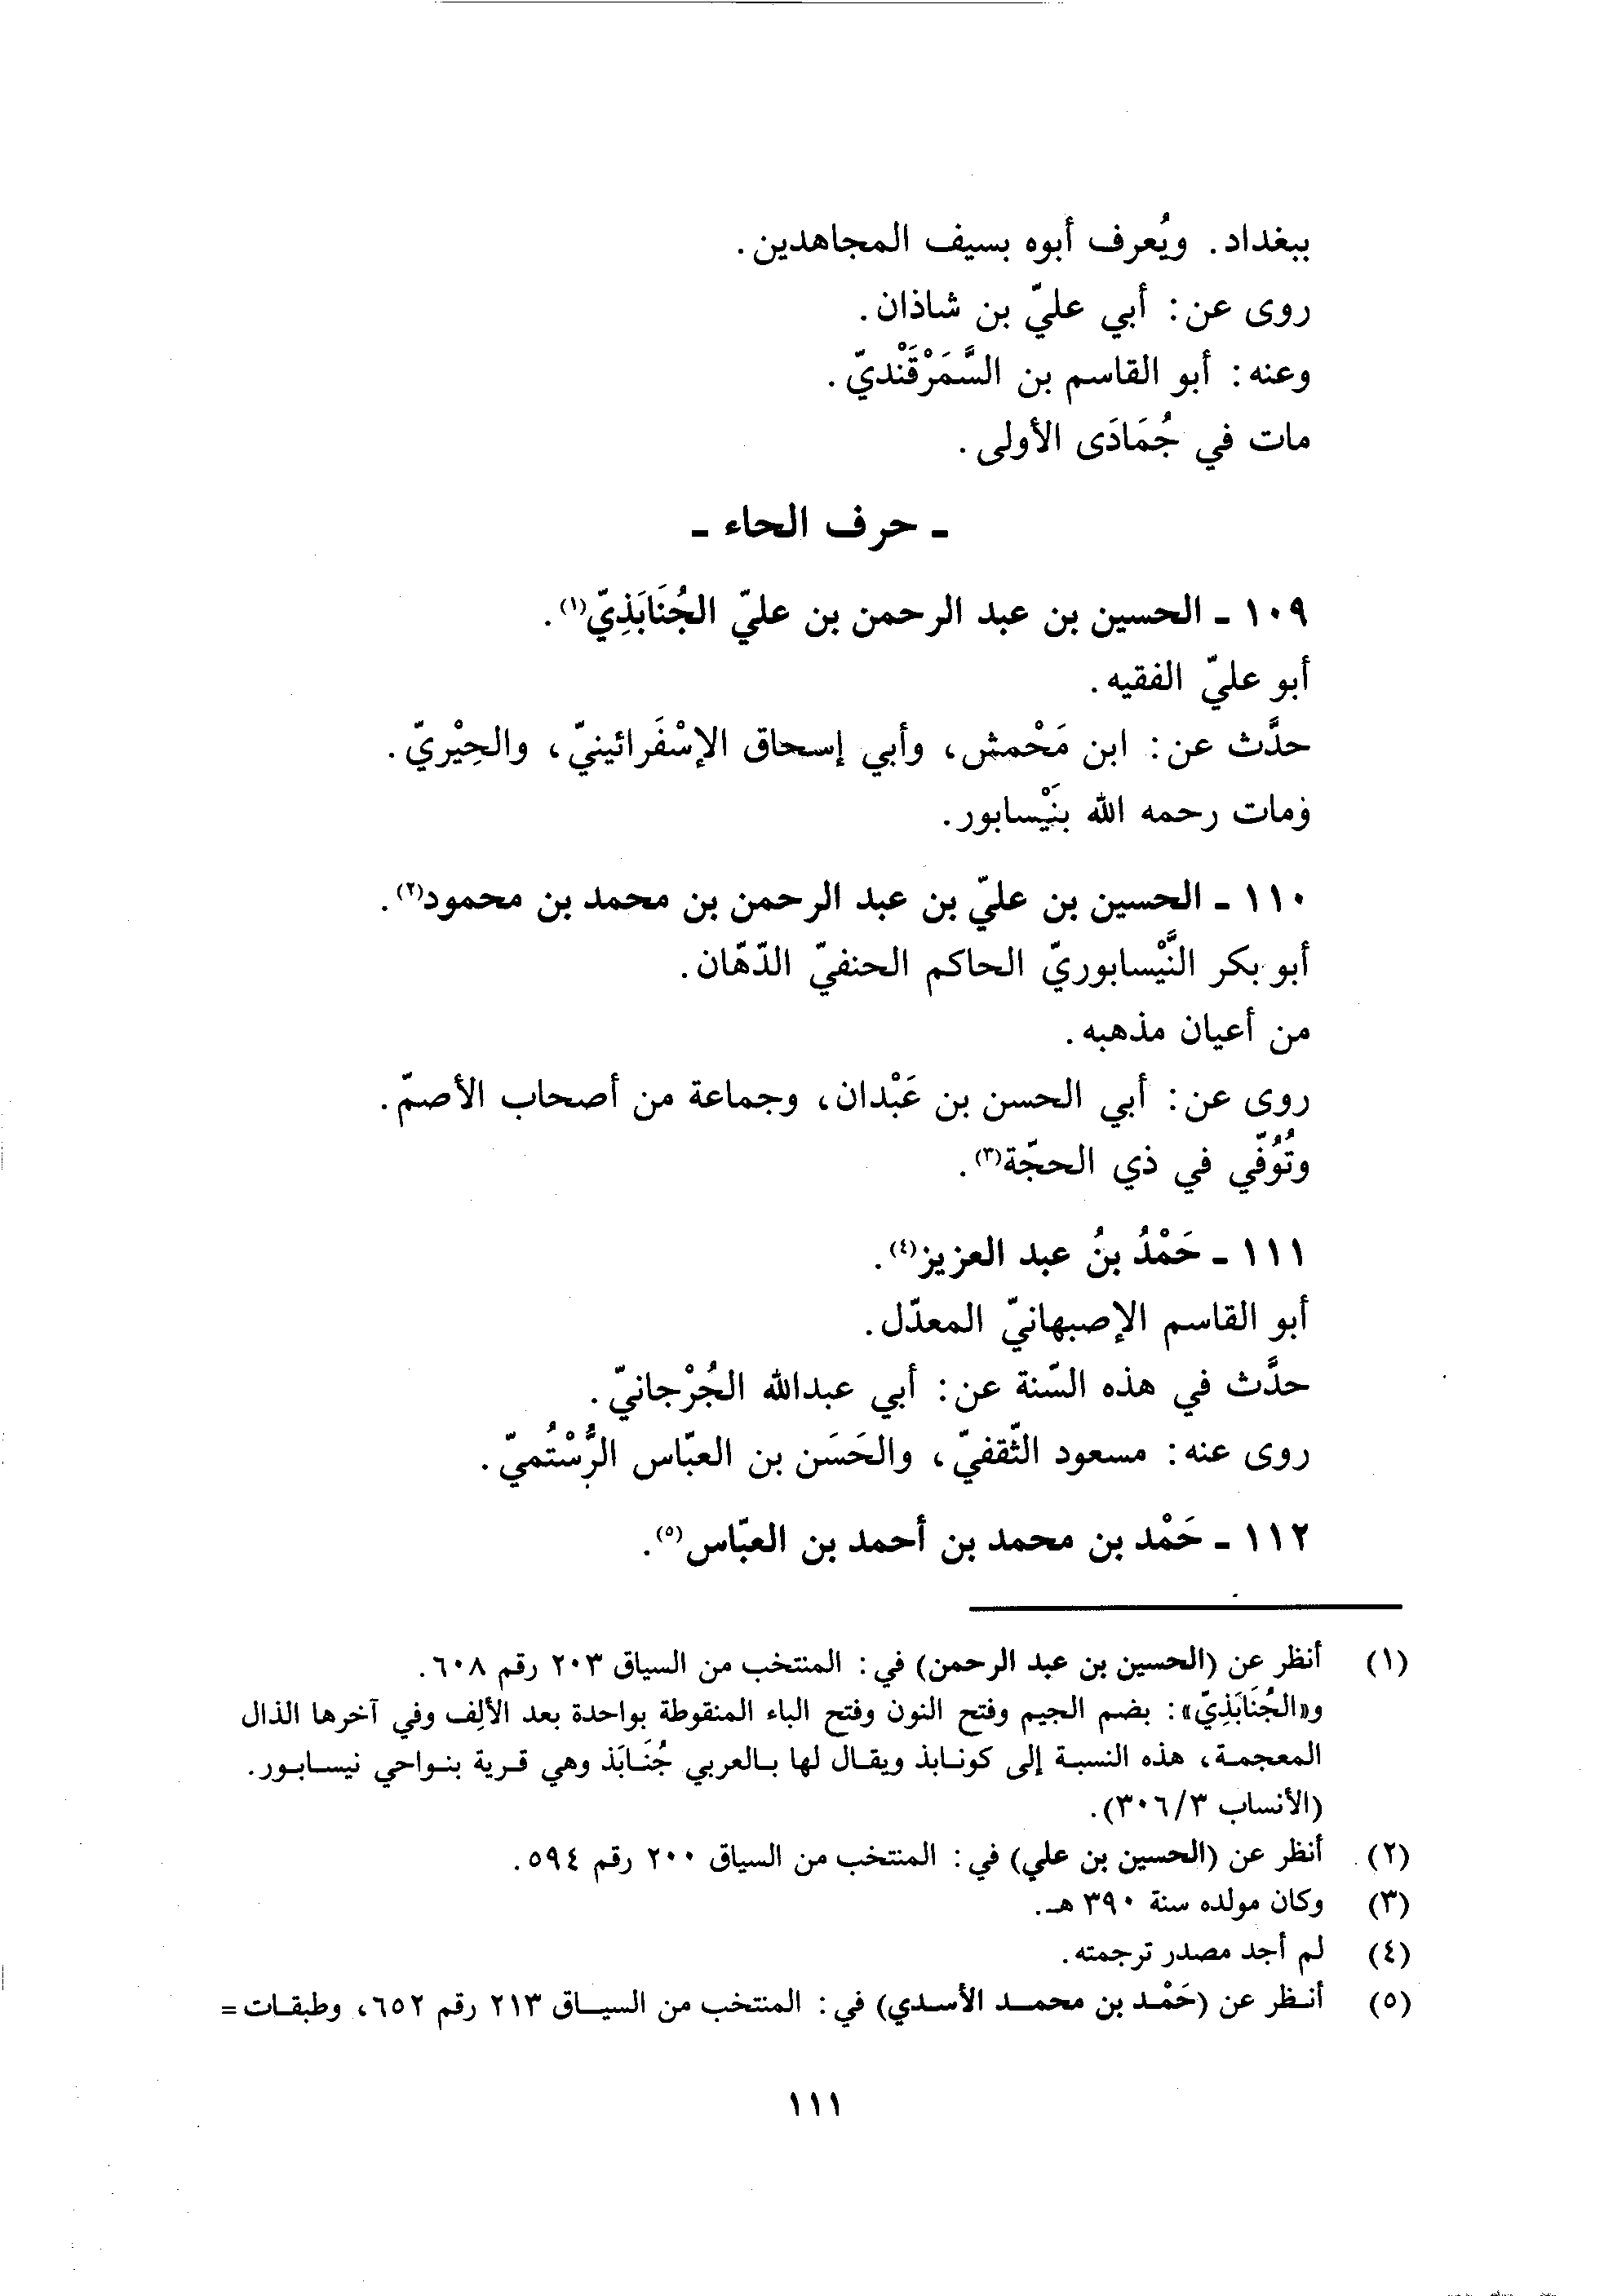 ببغداد. ويُعرف أبوه بسيف المجاهدين.
روى عن: أبي عليّ بن شاذان.
وعنه: أبو القاسم بن السَّمَرْقَنْديّ.
مات في جُمَادَى الأولى.
ـ حرف الحاء ـ
١٠٩ ـ الحسين بن عبد الرحمن بن عليّ الجُنَابَذِيّ(١).
أبو عليّ الفقيه.
حدَّث عن: ابن مَحْمش، وأبي إسحاق الإسْفَرائينيّ، والحِيْريّ.
ومات رحمه الله بنَيْسابور.
١١٠ ـ الحسين بن عليّ بن عبد الرحمن بن محمد بن محمود(٢).
أبو بكر النَّيْسابوريّ الحاكم الحنفيّ الدّهّان.
من أعيان مذهبه.
روى عن: أبي الحسن بن عَبْدان، وجماعة من أصحاب الأصمّ.
وتُوُفّي في ذي الحجّة(٣).
١١١ ـ حَمْدُ بنُ عبد العزيز(٤).
أبو القاسم الإصبهانيّ المعدّل.
حدَّث في هذه السّنة عن: أبي عبدالله الجُرْجانيّ.
روى عنه: مسعود الثّقفيّ، والحَسَن بن العبّاس الرُّسْتُميّ.
١١٢ ـ حَمْد بن محمد بن أحمد بن العبّاس(٥).
(١) أنظر عن (الحسين بن عبد الرحمن) في: المنتخب من السياق ٢٠٣ رقم ٦٠٨.
و«الجُنَابَذِيّ»: بضم الجيم وفتح النون وفتح الباء المنقوطة بواحدة بعد الألِف وفي آخرها الذال
المعجمة، هذه النسبة إلى كونابذ ويقال لها بالعربي جُنَابَذ وهي قرية بنواحي نيسابور.
(الأنساب ٣٠٦/٣).
(٢) أنظر عن (الحسين بن علي) في: المنتخب من السياق ٢٠٠ رقم ٥٩٤.
(٣) وكان مولده سنة ٣٩٠ هـ.
(٤) لم أجد مصدر ترجمته.
(٥) أنظر عن (حَمْد بن محمد الأسدي) في: المنتخب من السياق ٢١٣ رقم ٦٥٢، وطبقات =
١١١